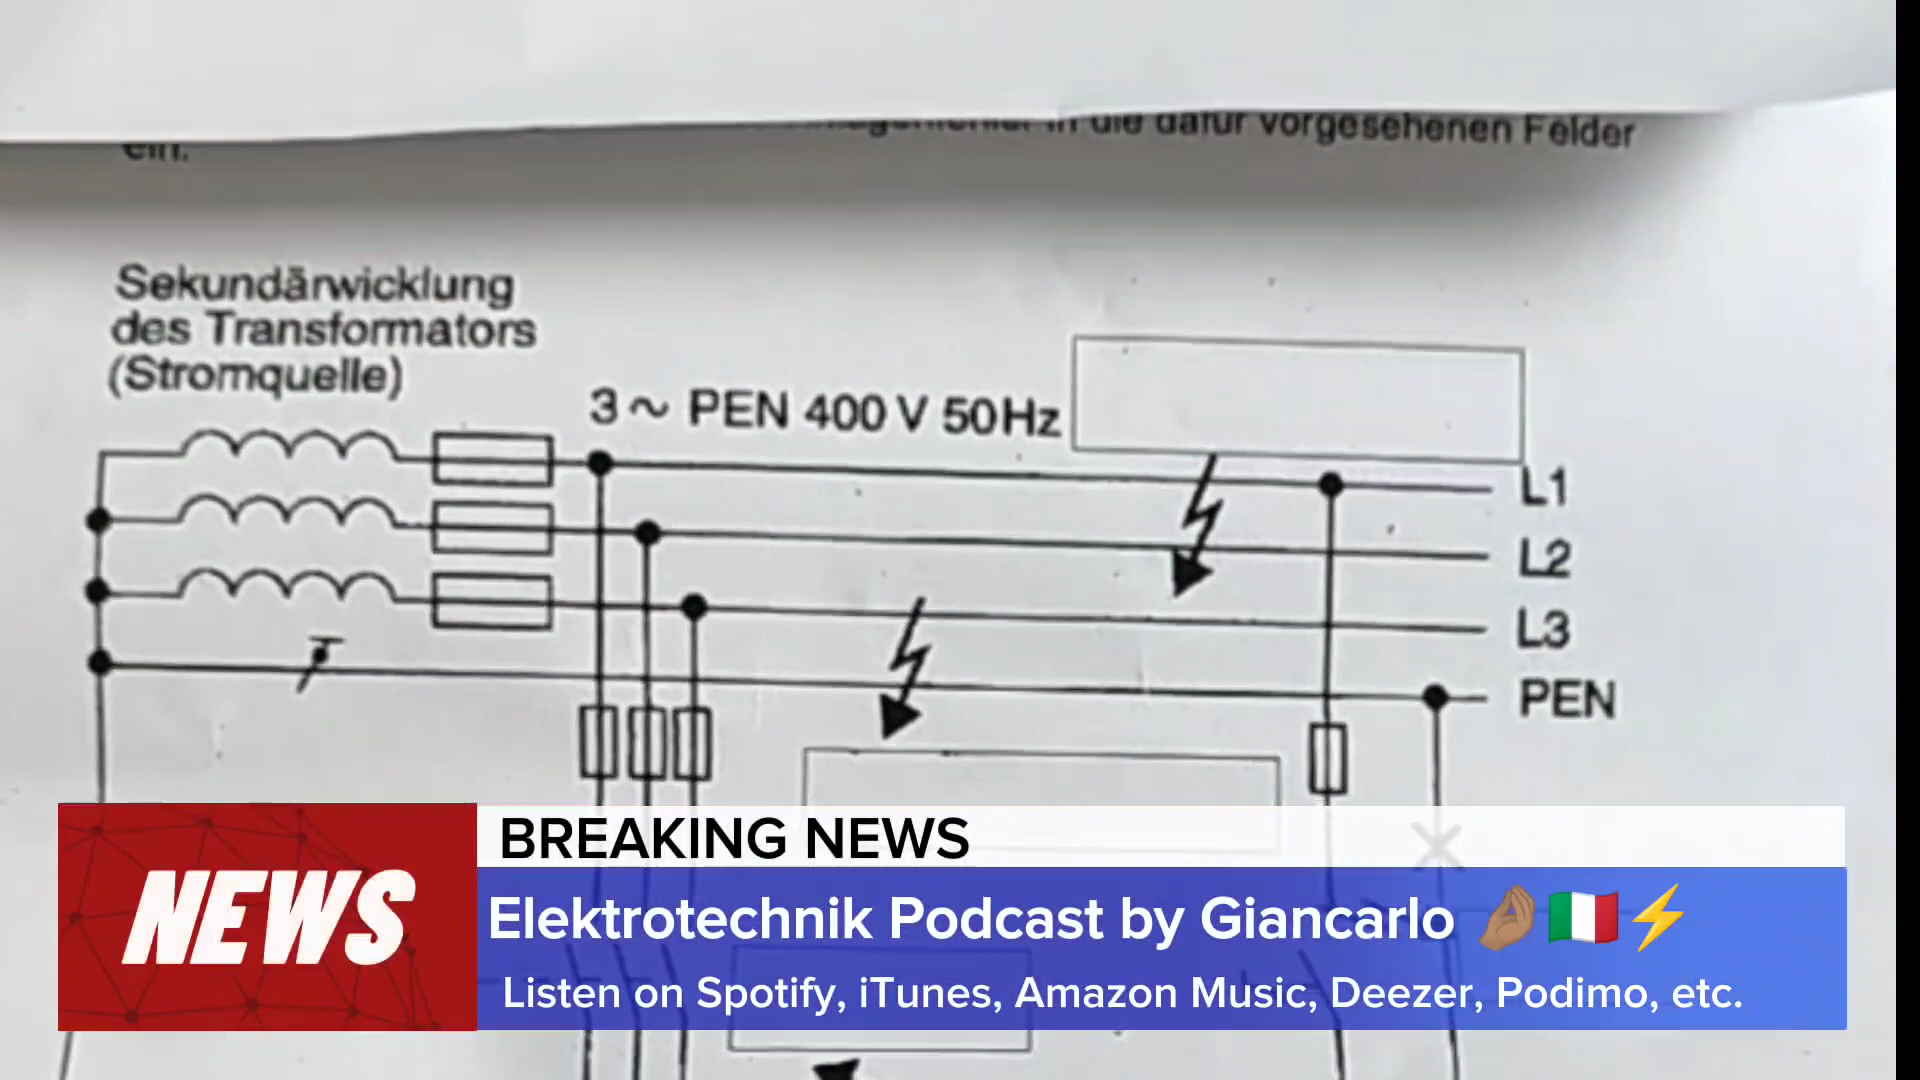 in die dafür vorgesehenen Felder
ein.
Sekundärwicklung
des Transformators
(Stromquelle)
3 ~ PEN 400 V 50Hz
L1
L2
L3
PEN
BREAKING NEWS
NEWS
Elektrotechnik Podcast by Giancarlo 🤌🏽🇮🇹⚡
Listen on Spotify, iTunes, Amazon Music, Deezer, Podimo, etc.